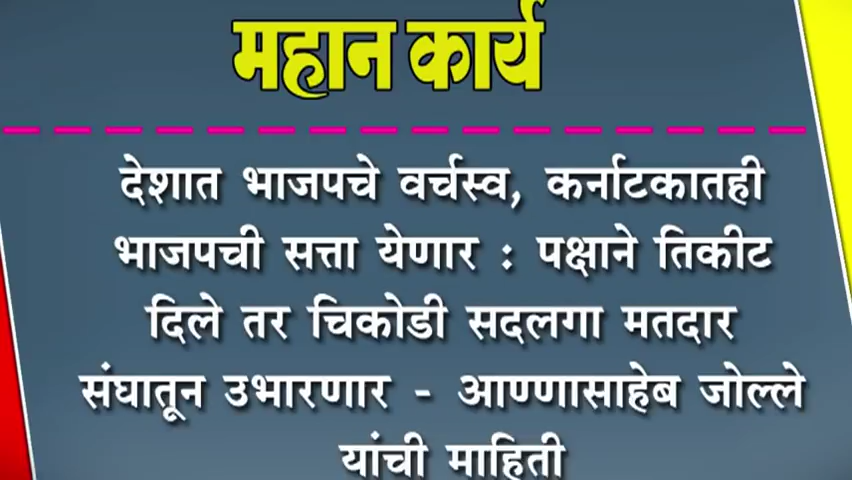 महान कार्य
देशात भाजपचे वर्चस्व, कर्नाटकातही
भाजपची सत्ता येणार : पक्षाने तिकीट
दिले तर चिकोडी सदलगा मतदार
संघातून उभारणार - आण्णासाहेब जोल्ले
यांची माहिती